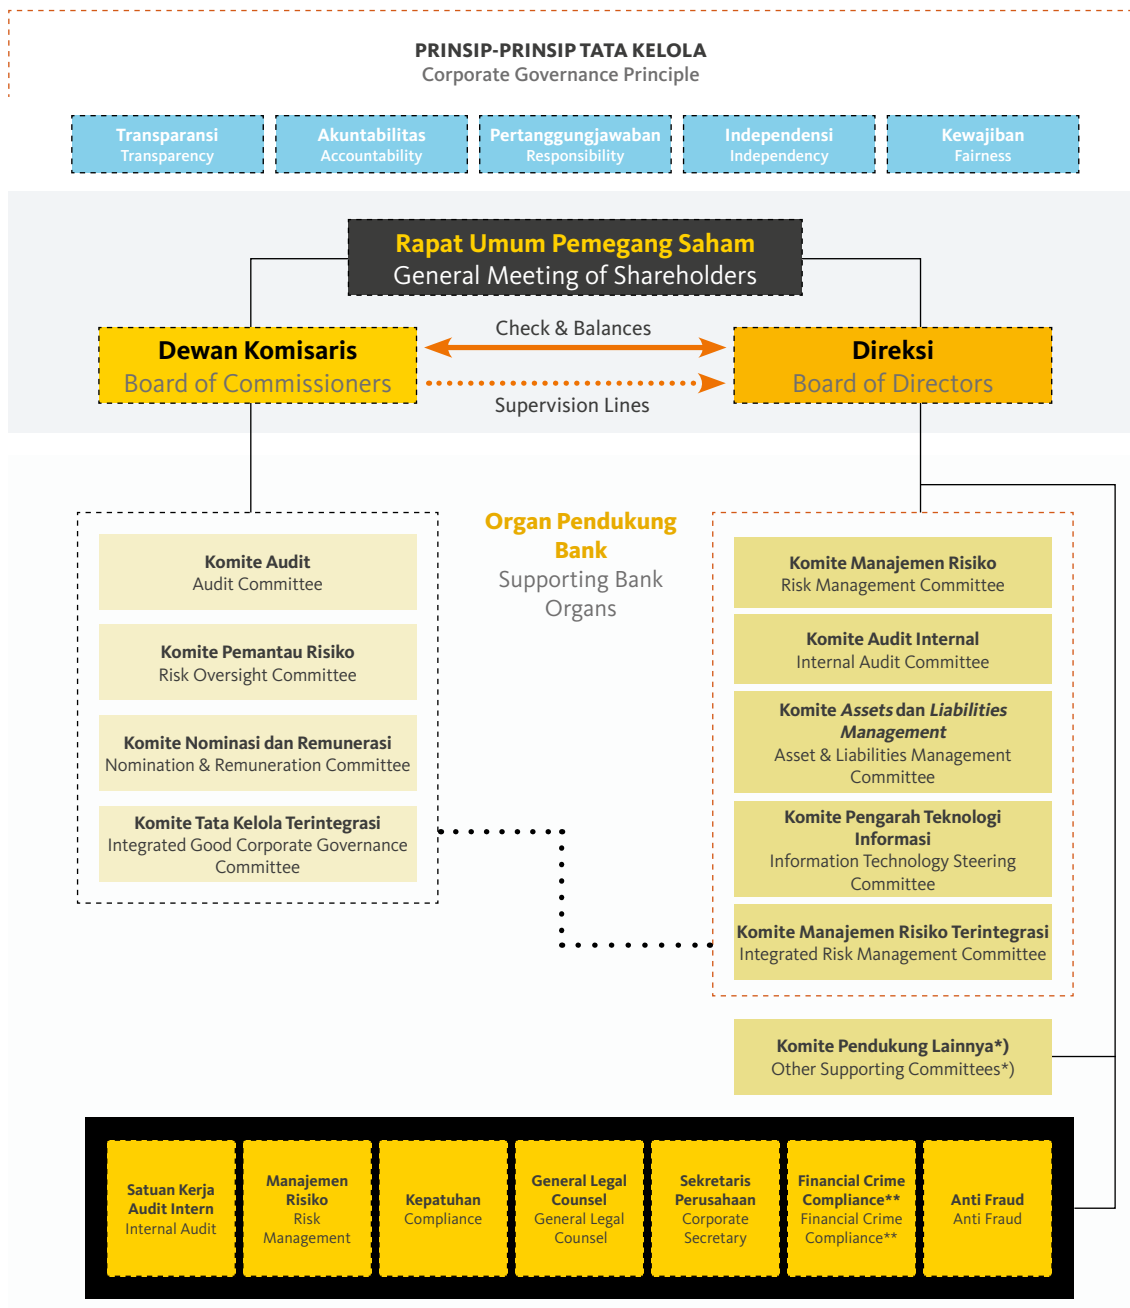 PRINSIP-PRINSIP TATA KELOLA
Corporate Governance Principle
Transparansi
Transparency
Akuntabilitas
Accountability
Pertanggungjawaban
Responsibility
Independensi
Independency
Kewajiban
Fairness
Rapat Umum Pemegang Saham
General Meeting of Shareholders
Dewan Komisaris
Board of Commissioners
Check & Balances
Supervision Lines
Direksi
Board of Directors
Organ Pendukung
Bank
Supporting Bank
Organs
Komite Audit
Audit Committee
Komite Pemantau Risiko
Risk Oversight Committee
Komite Nominasi dan Remunerasi
Nomination & Remuneration Committee
Komite Tata Kelola Terintegrasi
Integrated Good Corporate Governance
Committee
Komite Manajemen Risiko
Risk Management Committee
Komite Audit Internal
Internal Audit Committee
Komite Assets dan Liabilities
Management
Asset & Liabilities Management
Committee
Komite Pengarah Teknologi
Informasi
Information Technology Steering
Committee
Komite Manajemen Risiko Terintegrasi
Integrated Risk Management Committee
Komite Pendukung Lainnya*)
Other Supporting Committees*)
Satuan Kerja
Audit Intern
Internal Audit
Manajemen
Risiko
Risk
Management
Kepatuhan
Compliance
General Legal
Counsel
General Legal
Counsel
Sekretaris
Perusahaan
Corporate
Secretary
Financial Crime
Compliance**
Financial Crime
Compliance**
Anti Fraud
Anti Fraud